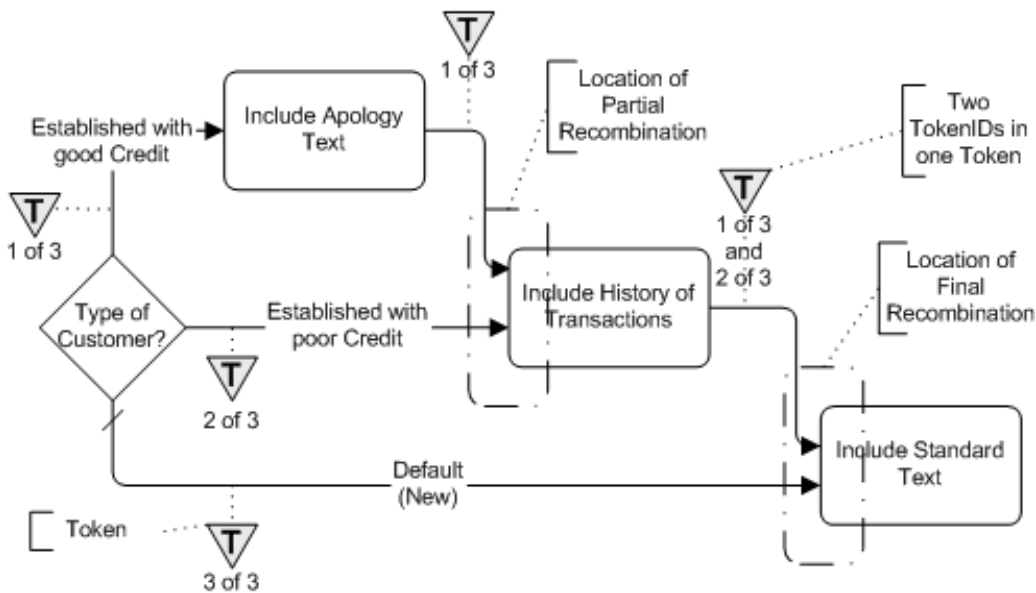 T
1 of 3
Include Apology
Text
Location of
Partial
Recombination
Two
TokenIDs in
one Token
Established with
good Credit
T
1 of 3
T
1 of 3
and
2 of 3
Location of
Final
Recombination
Type of
Customer?
Established with
poor Credit
Include History of
Transactions
T
2 of 3
Include Standard
Text
Default
(New)
Token
T
3 of 3